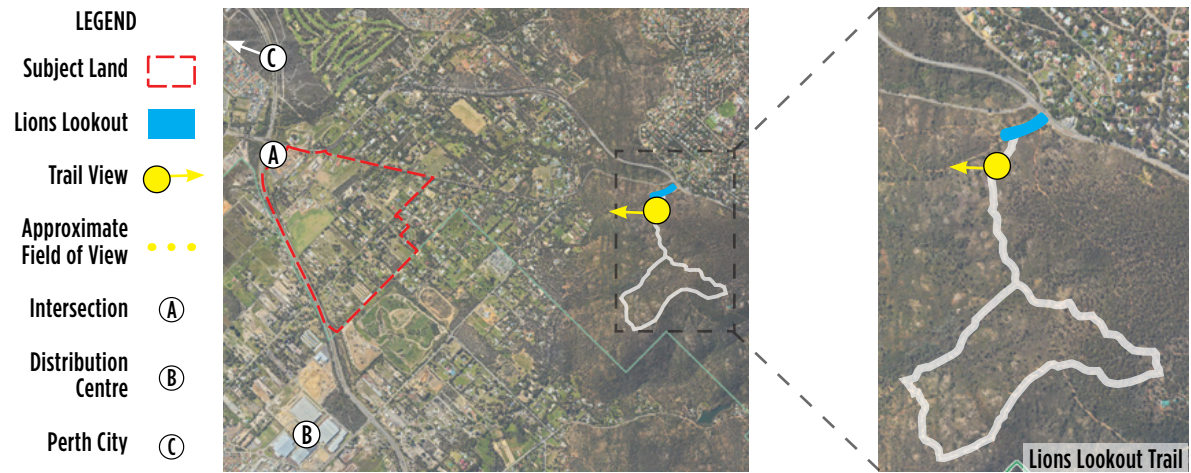 LEGEND
Subject Land
Lions Lookout
Trail View
Approximate
Field of View
Intersection
A
Distribution
Centre
B
Perth City
C
C
A
B
Lions Lookout Trail